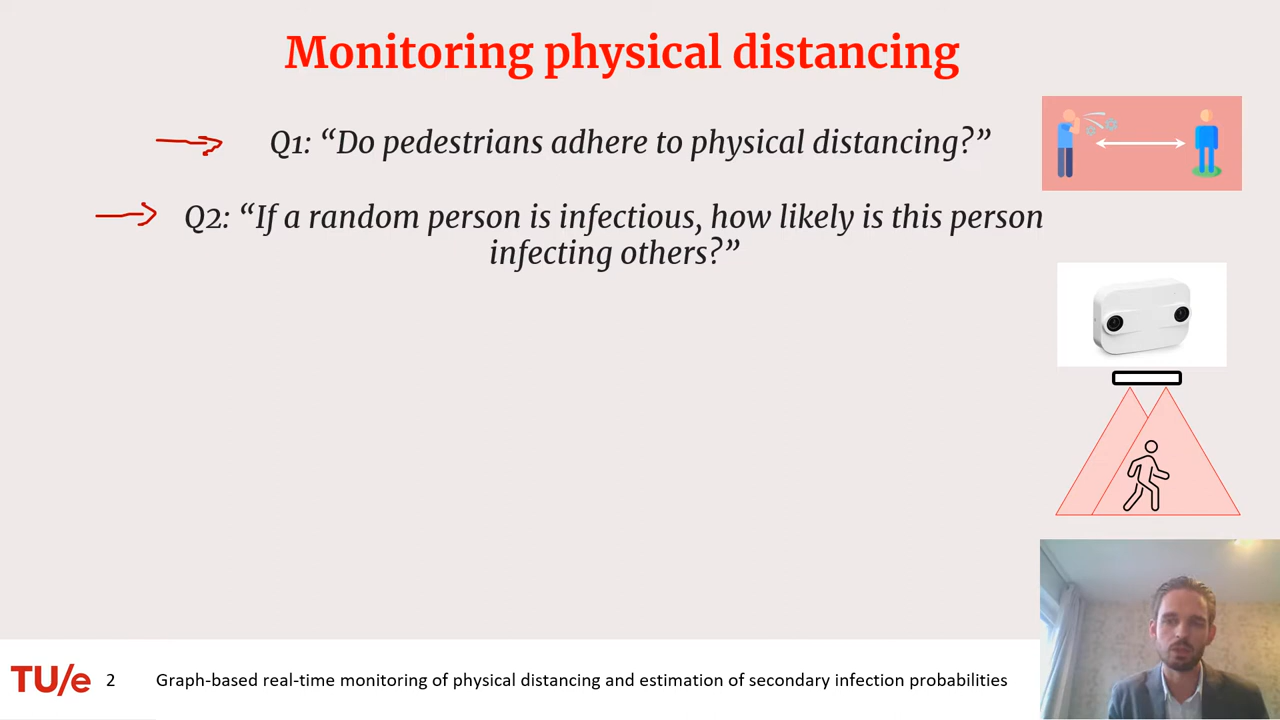 Monitoring physical distancing
Q1: “Do pedestrians adhere to physical distancing?”
Q2: “If a random person is infectious, how likely is this person
infecting others?”
TU/e 2 Graph-based real-time monitoring of physical distancing and estimation of secondary infection probabilities